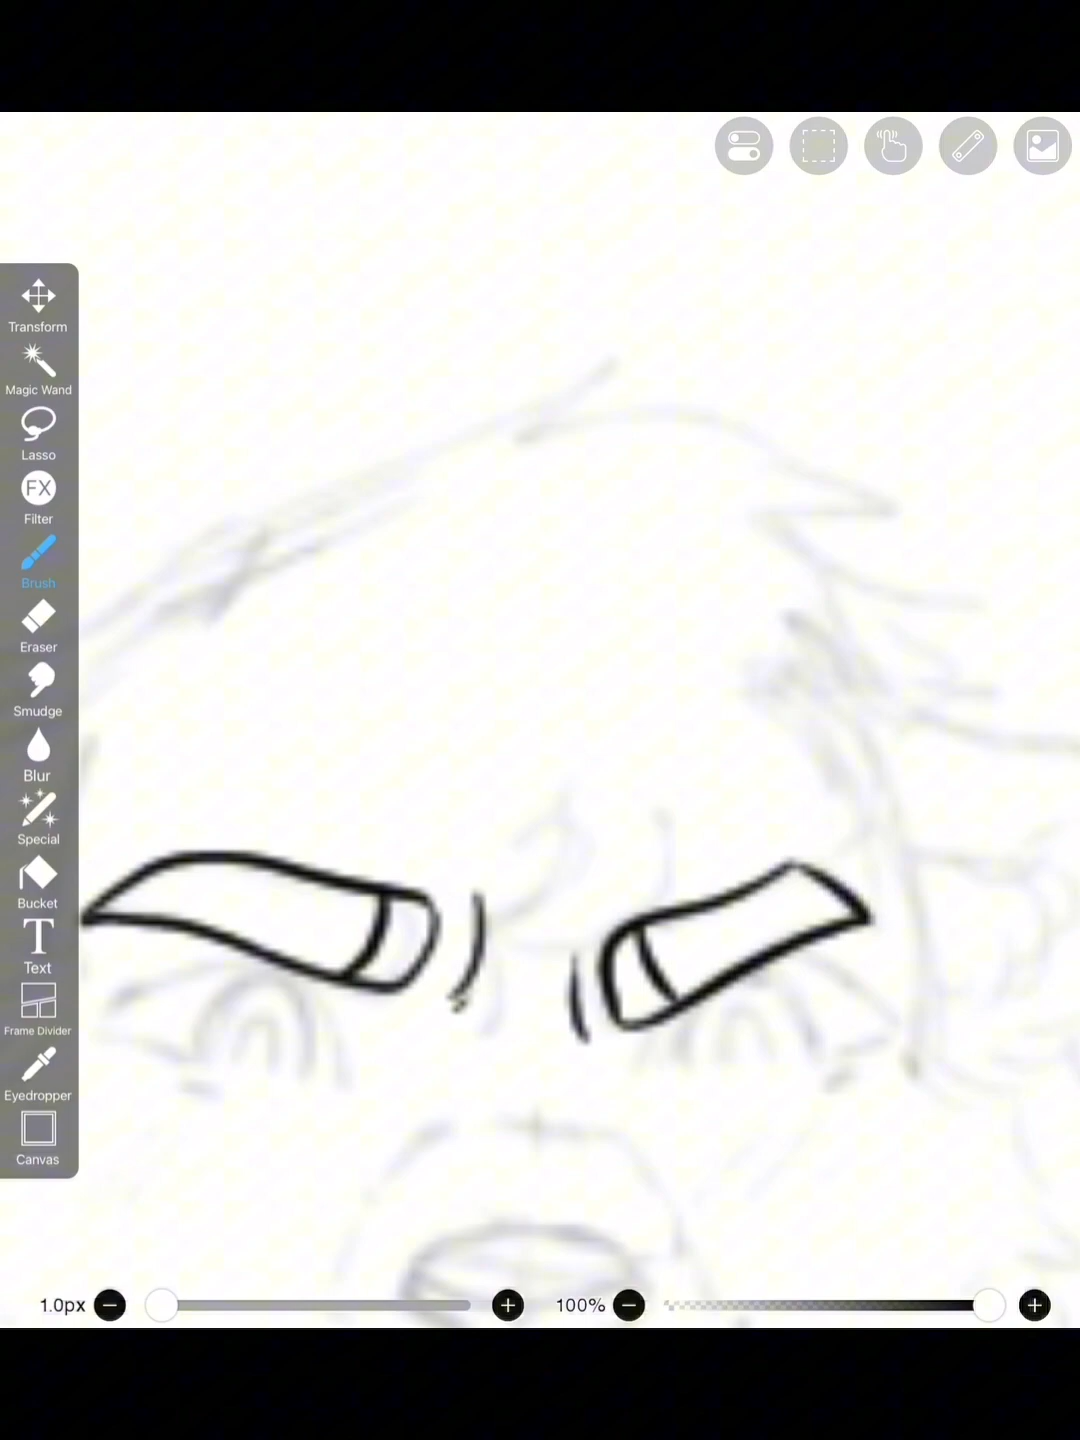 Transform
Magic Wand
Lasso
FX
Filter
Brush
Eraser
Smudge
Blur
Special
Bucket
T
Text
Frame Divider
Eyedropper
Canvas
1.0px
100%